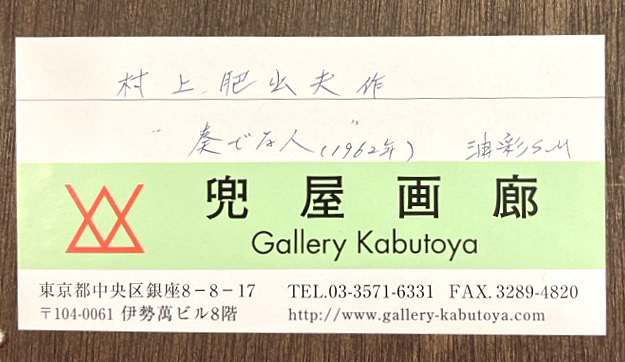 村上肥出夫作
"奏でる人"(1962年) 油彩SM
兜屋画廊
Gallery Kabutoya
東京都中央区銀座8-8-17 TEL.03-3571-6331 FAX.3289-4820
〒104-0061 伊勢萬ビル8階 http://www.gallery-kabutoya.com